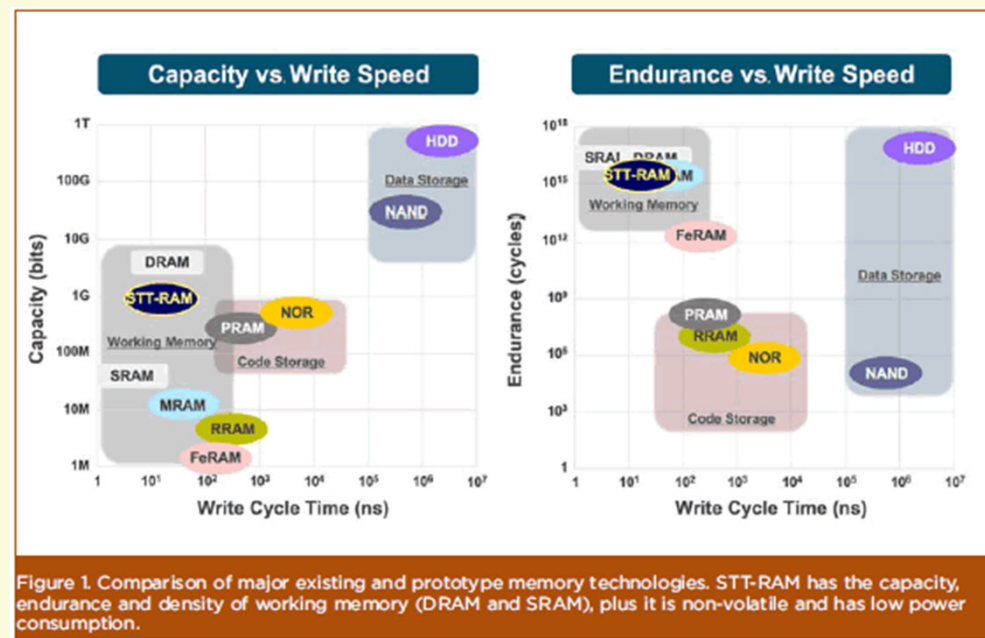 Capacity vs. Write Speed
Capacity (bits)
1T
100G
10G
1G
100M
10M
1M
HDD
Data Storage
NAND
DRAM
STT-RAM
NOR
PRAM
Working Memory
Code Storage
SRAM
MRAM
RRAM
FeRAM
1 10¹ 10² 10³ 10⁴ 10⁵ 10⁶ 10⁷
Write Cycle Time (ns)
Endurance vs. Write Speed
Endurance (cycles)
10¹⁸
10¹⁵
10¹²
10⁹
10⁶
10³
1
HDD
DRAM
STT-RAM
Working Memory
FeRAM
Data Storage
PRAM
RRAM
NOR
NAND
Code Storage
1 10¹ 10² 10³ 10⁴ 10⁵ 10⁶ 10⁷
Write Cycle Time (ns)
Figure 1. Comparison of major existing and prototype memory technologies. STT-RAM has the capacity,
endurance and density of working memory (DRAM and SRAM), plus it is non-volatile and has low power
consumption.